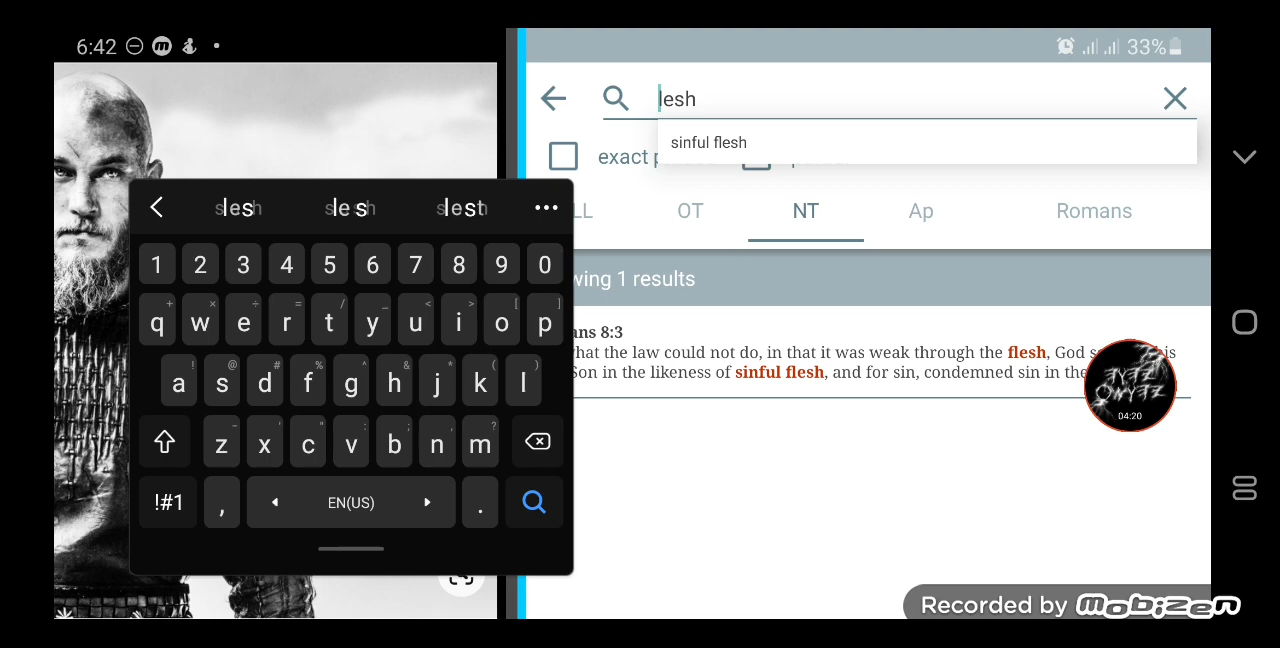 6:42
33%
lesh
sinful flesh
exact p
LL OT NT Ap Romans
wing 1 results
ans 8:3
hat the law could not do, in that it was weak through the flesh, God s is
Son in the likeness of sinful flesh, and for sin, condemned sin in the
04:20
les les lest
1 2 3 4 5 6 7 8 9 0
q w e r t y u i o p
a s d f g h j k l
z x c v b n m
!#1 , EN(US) .
Recorded by mobizen